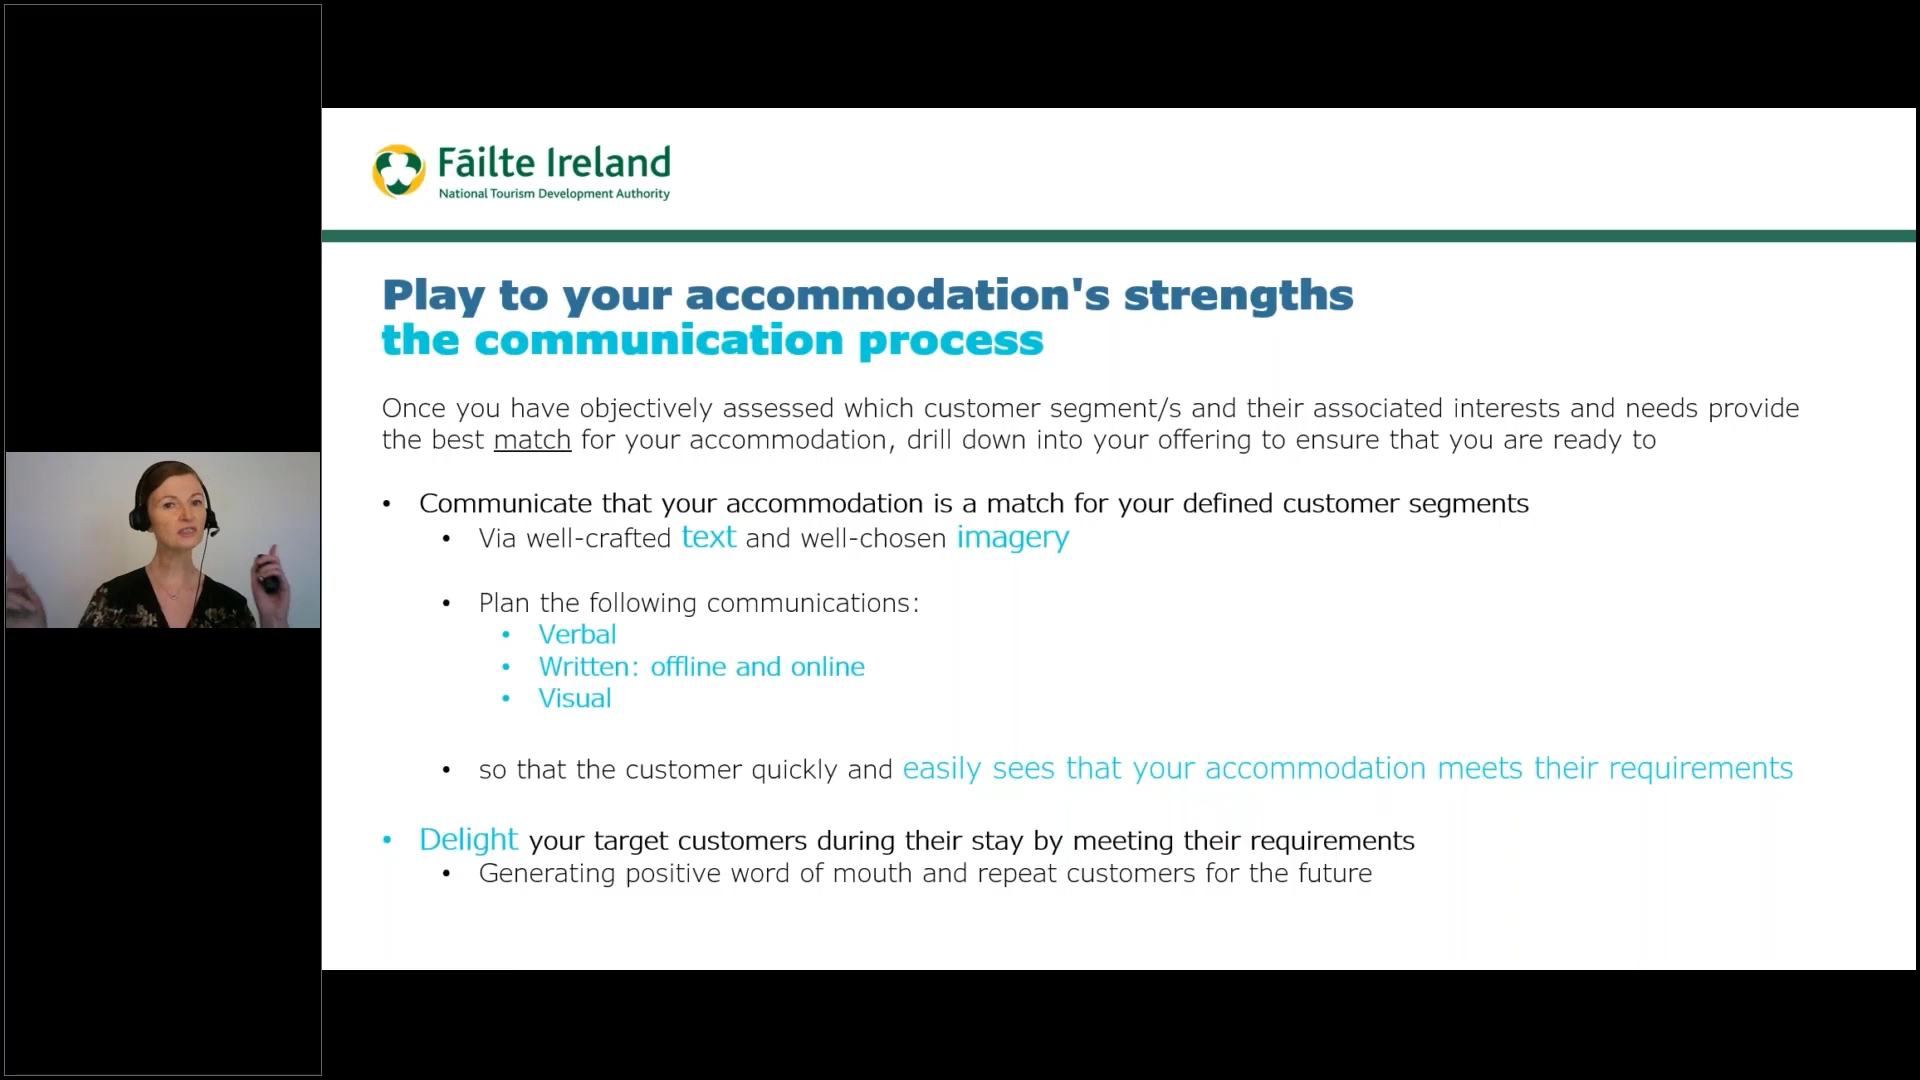 Fáilte Ireland
National Tourism Development Authority
Play to your accommodation's strengths
the communication process
Once you have objectively assessed which customer segment/s and their associated interests and needs provide
the best match for your accommodation, drill down into your offering to ensure that you are ready to
• Communicate that your accommodation is a match for your defined customer segments
• Via well-crafted text and well-chosen imagery
• Plan the following communications:
• Verbal
• Written: offline and online
• Visual
• so that the customer quickly and easily sees that your accommodation meets their requirements
• Delight your target customers during their stay by meeting their requirements
• Generating positive word of mouth and repeat customers for the future